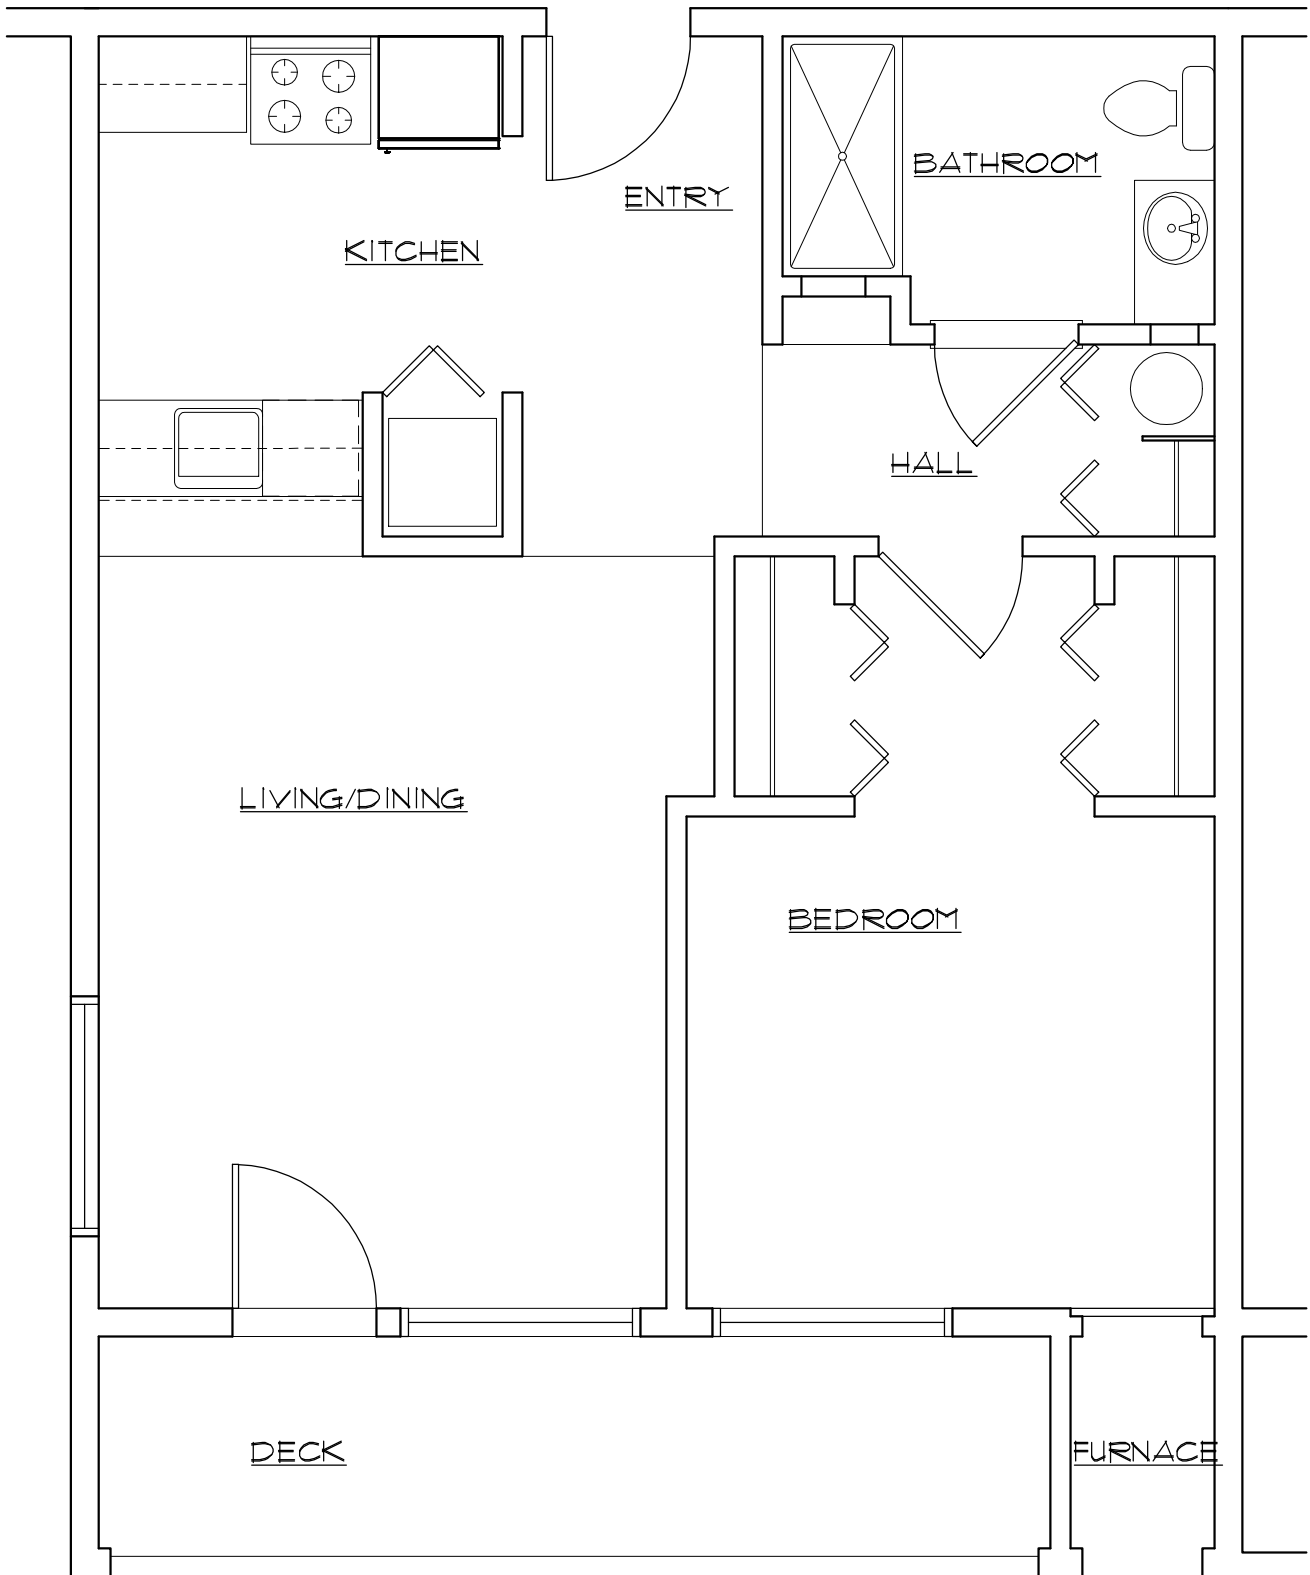 BATHROOM
ENTRY
KITCHEN
HALL
LIVING/DINING
BEDROOM
DECK
FURNACE